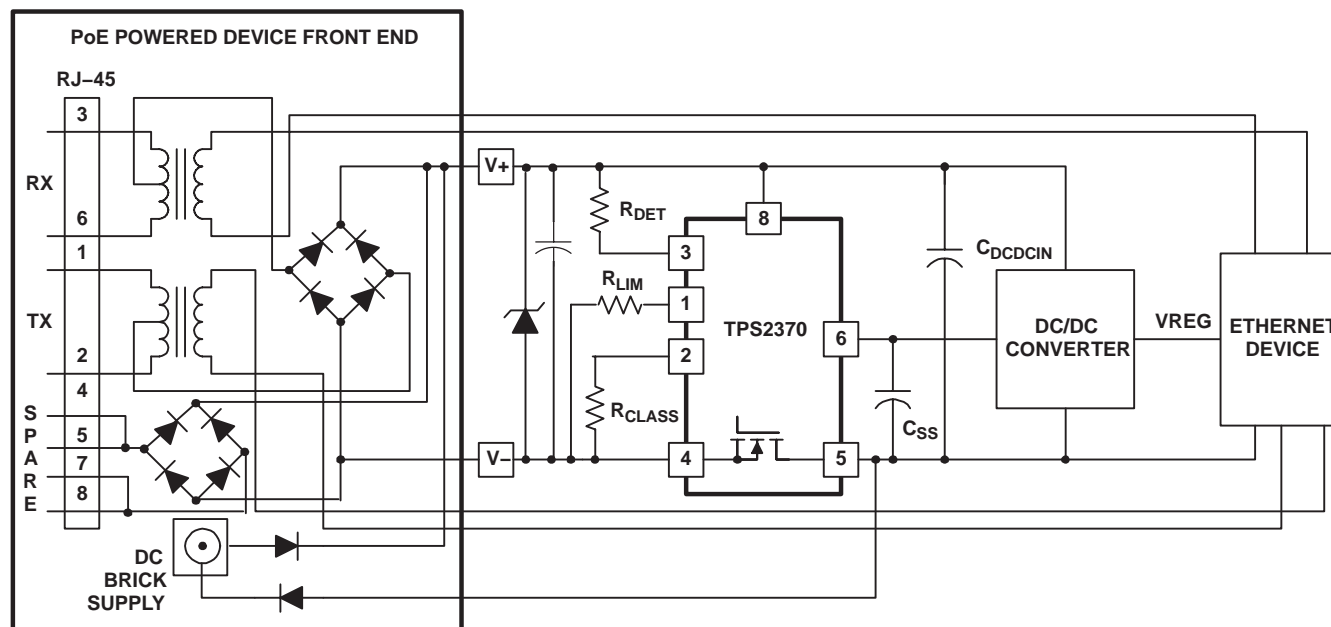 PoE POWERED DEVICE FRONT END
RJ−45
3
RX
6
1
TX
2
4
S
P
A
R
E
5
7
8
DC
BRICK
SUPPLY
V+
V−
RDET
RLIM
RCLASS
8
3
1
2
4
TPS2370
6
5
CDCDCIN
CSS
DC/DC
CONVERTER
VREG
ETHERNET
DEVICE